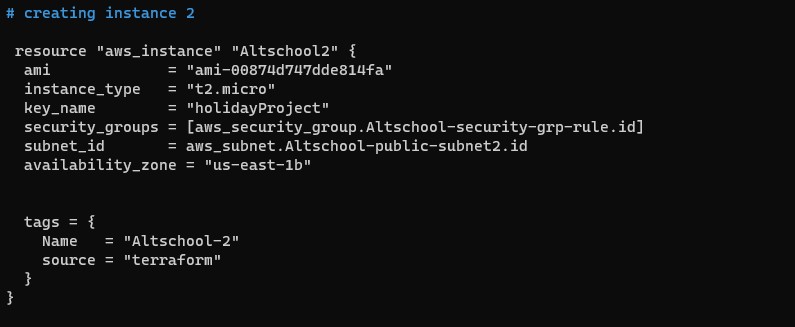 # creating instance 2
resource "aws_instance" "Altschool2" {
ami = "ami-00874d747dde814fa"
instance_type = "t2.micro"
key_name = "holidayProject"
security_groups = [aws_security_group.Altschool-security-grp-rule.id]
subnet_id = aws_subnet.Altschool-public-subnet2.id
availability_zone = "us-east-1b"
tags = {
Name = "Altschool-2"
source = "terraform"
}
}